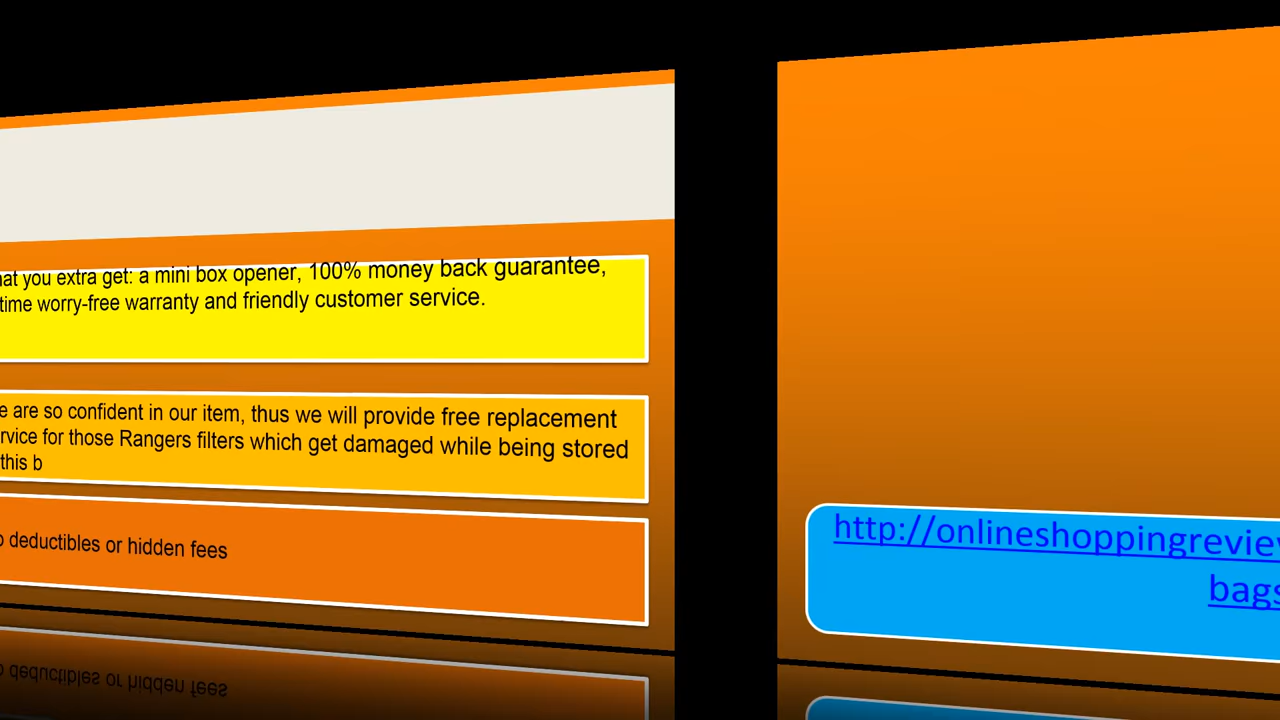 hat you extra get: a mini box opener, 100% money back guarantee,
time worry-free warranty and friendly customer service.
e are so confident in our item, thus we will provide free replacement
rvice for those Rangers filters which get damaged while being stored
this b
o deductibles or hidden fees
http://onlineshoppingreview
bags